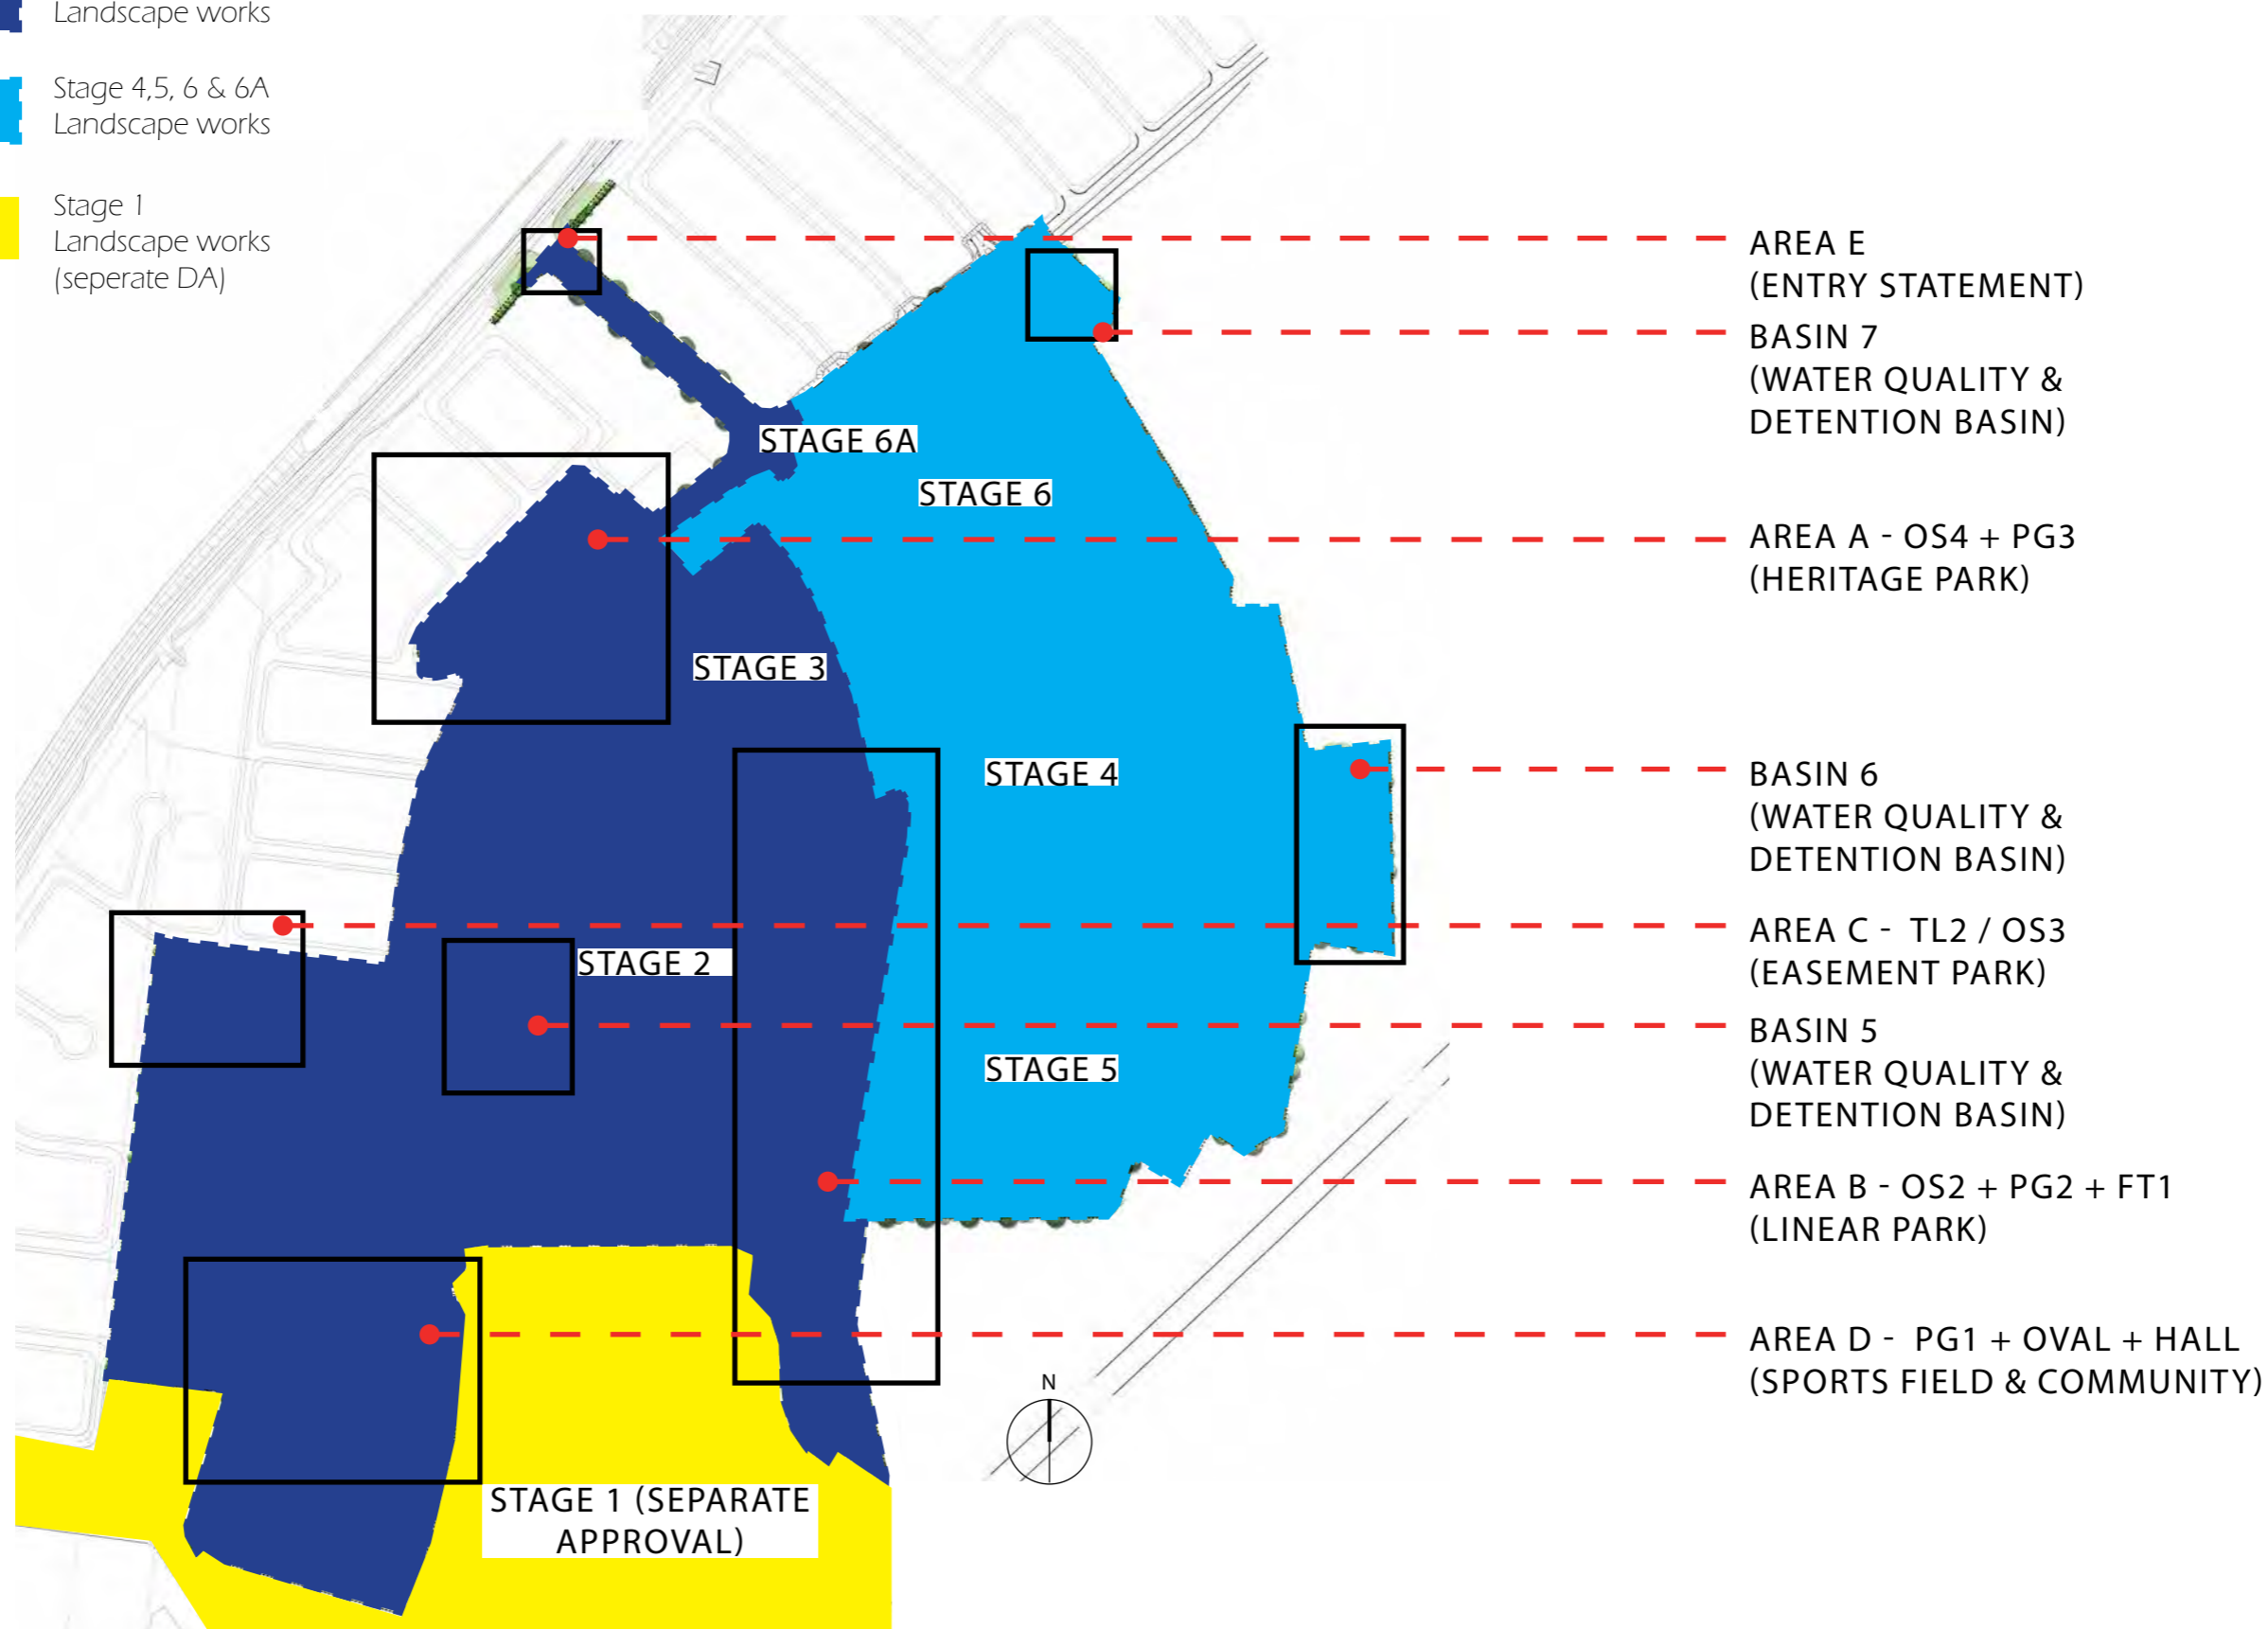 Landscape works
Stage 4,5, 6 & 6A
Landscape works
Stage 1
Landscape works
(seperate DA)
AREA E
(ENTRY STATEMENT)
BASIN 7
(WATER QUALITY &
DETENTION BASIN)
STAGE 6A
STAGE 6
AREA A - OS4 + PG3
(HERITAGE PARK)
STAGE 3
STAGE 4
BASIN 6
(WATER QUALITY &
DETENTION BASIN)
AREA C - TL2 / OS3
(EASEMENT PARK)
STAGE 2
BASIN 5
(WATER QUALITY &
DETENTION BASIN)
STAGE 5
AREA B - OS2 + PG2 + FT1
(LINEAR PARK)
AREA D - PG1 + OVAL + HALL
(SPORTS FIELD & COMMUNITY)
N
STAGE 1 (SEPARATE
APPROVAL)